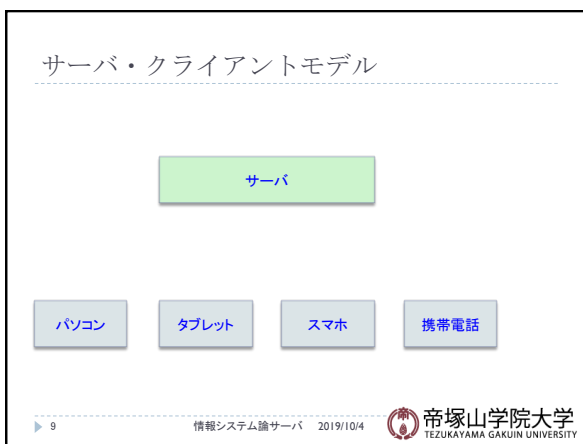 サーバ・クライアントモデル
サーバ
パソコン
タブレット
スマホ
携帯電話
9
情報システム論サーバ 2019/10/4
帝塚山学院大学
TEZUKAYAMA GAKUIN UNIVERSITY